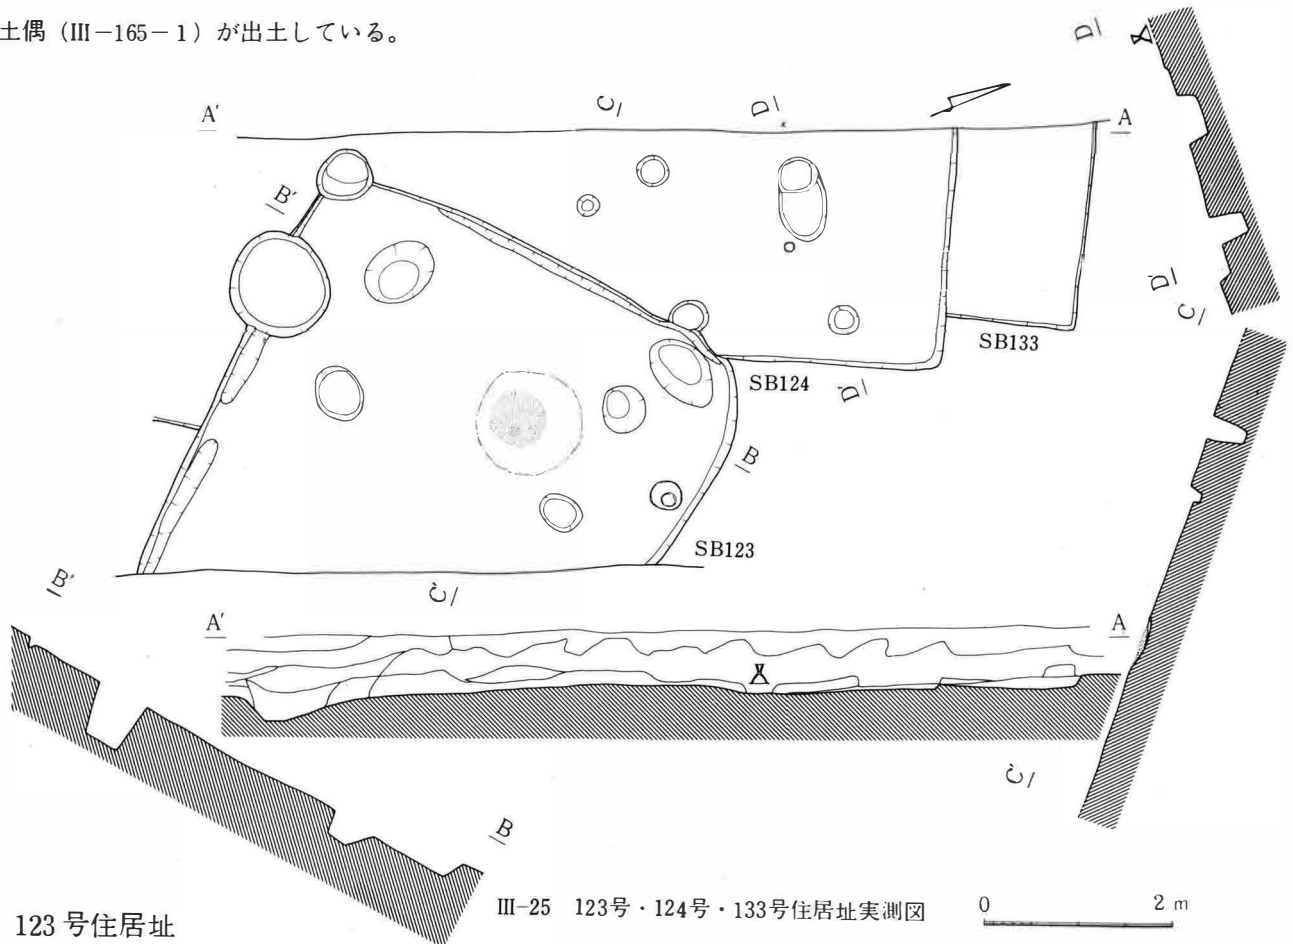 土偶（III－165－1）が出土している。
D
D'
C
A'
C
D
A
B'
SB133
SB124
D'
B
SB123
B'
C'
A'
A
C'
B
III-25　123号・124号・133号住居址実測図
0　2 m
123 号住居址